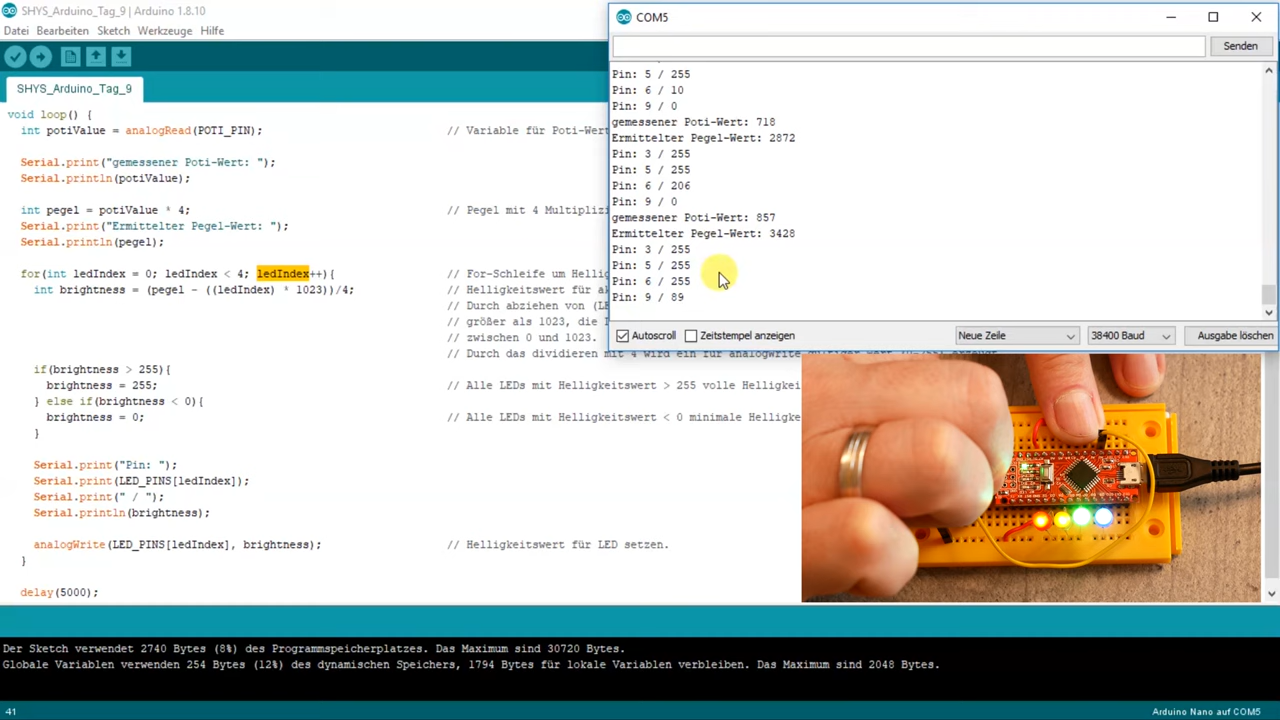 SHYS_Arduino_Tag_9 | Arduino 1.8.10
Datei Bearbeiten Sketch Werkzeuge Hilfe
SHYS_Arduino_Tag_9
void loop() {
int potiValue = analogRead(POTI_PIN); // Variable für Poti-Wert
Serial.print("gemessener Poti-Wert: ");
Serial.println(potiValue);
int pegel = potiValue * 4; // Pegel mit 4
Serial.print("Ermittelter Pegel-Wert: ");
Serial.println(pegel);
for(int ledIndex = 0; ledIndex < 4; ledIndex++){ // For-Schleife um
int brightness = (pegel - ((ledIndex) * 1023))/4; // Helligkeitswert für
// Durch abziehen von
// größer als 1023, die
// zwischen 0 und 1023.
// Durch das dividieren mit 4 wird ein für analogWrite
if(brightness > 255){
brightness = 255; // Alle LEDs mit Helligkeitswert > 255 volle
} else if(brightness < 0){
brightness = 0; // Alle LEDs mit Helligkeitswert < 0 minimale
}
Serial.print("Pin: ");
Serial.print(LED_PINS[ledIndex]);
Serial.print(" / ");
Serial.println(brightness);
analogWrite(LED_PINS[ledIndex], brightness); // Helligkeitswert für LED setzen.
}
delay(5000);
COM5
Senden
Pin: 5 / 255
Pin: 6 / 10
Pin: 9 / 0
gemessener Poti-Wert: 718
Ermittelter Pegel-Wert: 2872
Pin: 3 / 255
Pin: 5 / 255
Pin: 6 / 206
Pin: 9 / 0
gemessener Poti-Wert: 857
Ermittelter Pegel-Wert: 3428
Pin: 3 / 255
Pin: 5 / 255
Pin: 6 / 255
Pin: 9 / 89
Autoscroll Zeitstempel anzeigen Neue Zeile 38400 Baud Ausgabe löschen
Der Sketch verwendet 2740 Bytes (8%) des Programmspeicherplatzes. Das Maximum sind 30720 Bytes.
Globale Variablen verwenden 254 Bytes (12%) des dynamischen Speichers, 1794 Bytes für lokale Variablen verbleiben. Das Maximum sind 2048 Bytes.
41 Arduino Nano auf COM5